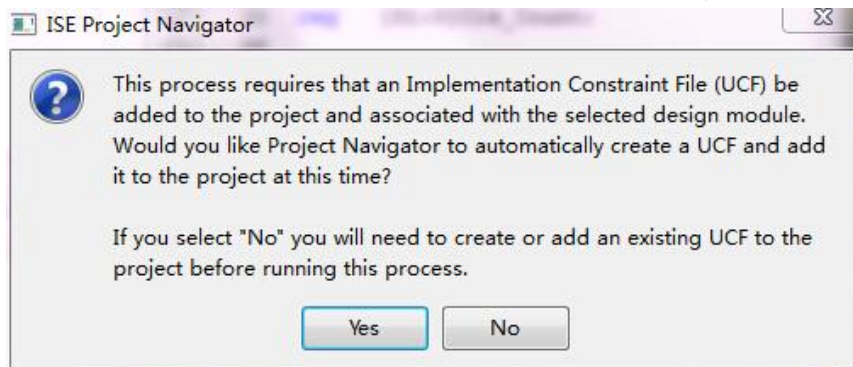 ISE Project Navigator
This process requires that an Implementation Constraint File (UCF) be
added to the project and associated with the selected design module.
Would you like Project Navigator to automatically create a UCF and add
it to the project at this time?
If you select "No" you will need to create or add an existing UCF to the
project before running this process.
Yes No